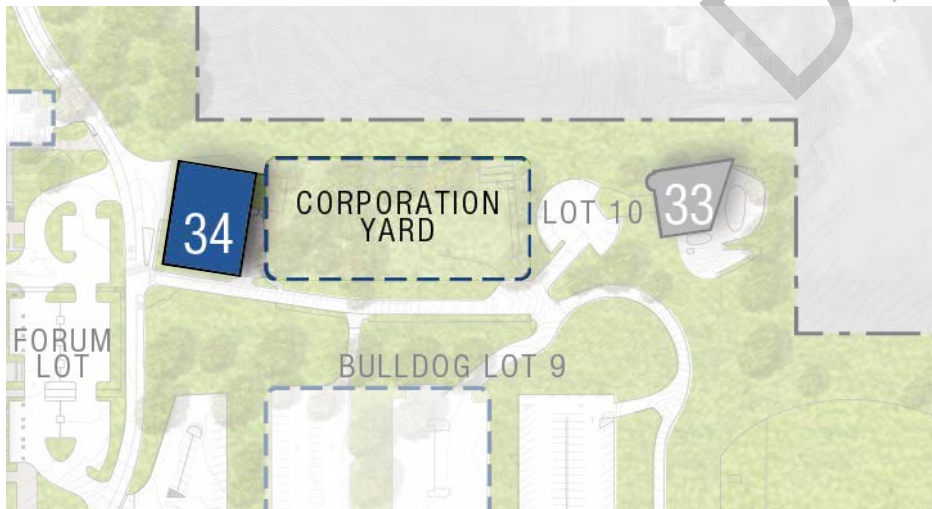 D
34
CORPORATION
YARD
LOT 10
33
FORUM
LOT
BULLDOG LOT 9